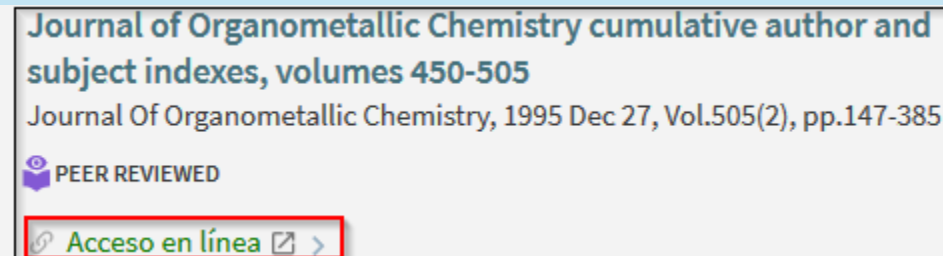 Journal of Organometallic Chemistry cumulative author and
subject indexes, volumes 450-505
Journal Of Organometallic Chemistry, 1995 Dec 27, Vol.505(2), pp.147-385
PEER REVIEWED
Acceso en línea